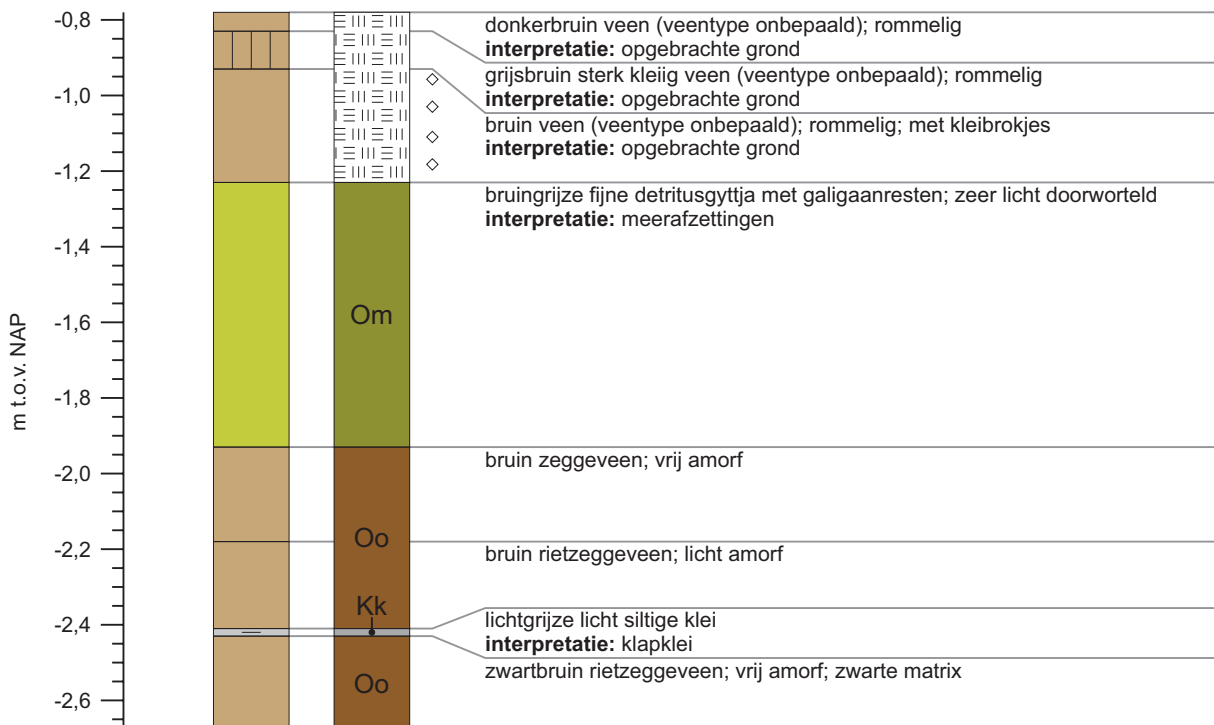 -0,8
-1,0
-1,2
-1,4
-1,6
-1,8
-2,0
-2,2
-2,4
-2,6
m t.o.v. NAP
Om
Oo
Kk
Oo
donkerbruin veen (veentype onbepaald); rommelig
interpretatie: opgebrachte grond
grijsbruin sterk kleiig veen (veentype onbepaald); rommelig
interpretatie: opgebrachte grond
bruin veen (veentype onbepaald); rommelig; met kleibrokjes
interpretatie: opgebrachte grond
bruingrijze fijne detritusgyttja met galigaanresten; zeer licht doorworteld
interpretatie: meerafzettingen
bruin zeggeveen; vrij amorf
bruin rietzeggeveen; licht amorf
lichtgrijze licht siltige klei
interpretatie: klapklei
zwartbruin rietzeggeveen; vrij amorf; zwarte matrix